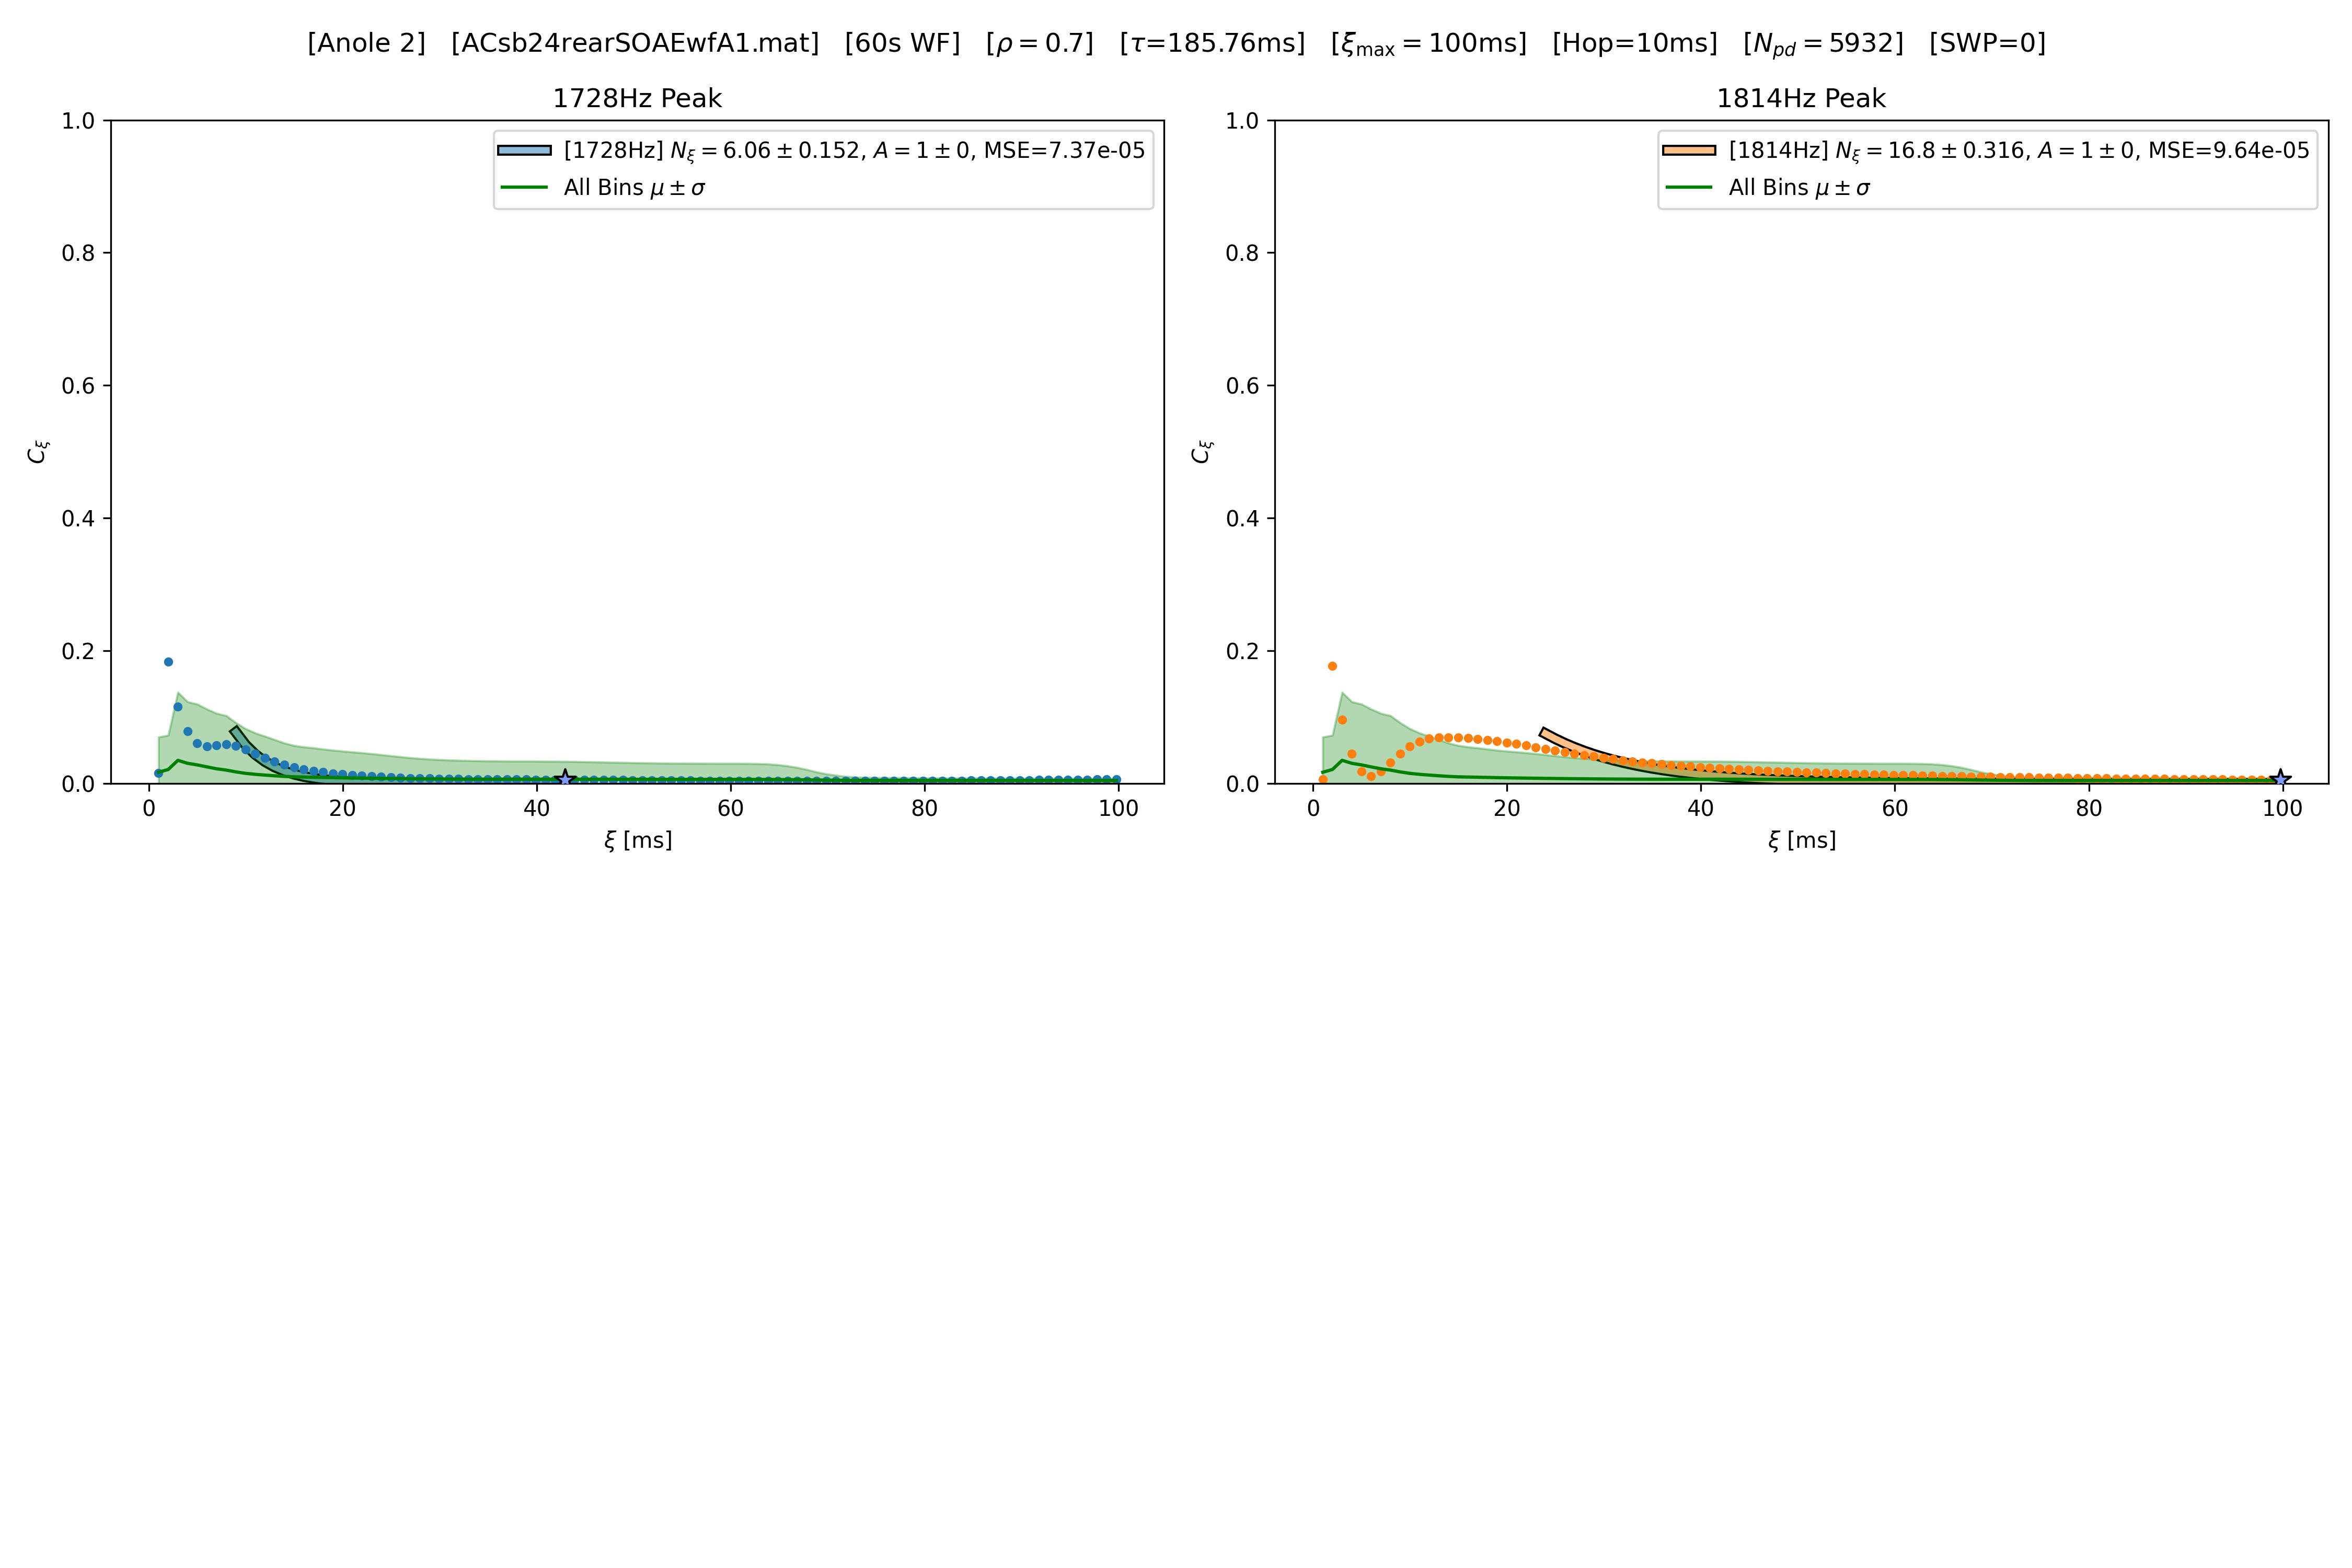 [Anole 2] [ACsb24rearSOAEwfA1.mat] [60s WF] [ρ = 0.7] [τ=185.76ms] [ξmax = 100ms] [Hop=10ms] [Npd = 5932] [SWP=0]
1728Hz Peak
[1728Hz] Nξ = 6.06 ± 0.152, A = 1 ± 0, MSE=7.37e-05
All Bins μ ± σ
1.0
0.8
0.6
0.4
0.2
0.0
Cξ
0 20 40 60 80 100
ξ [ms]
1814Hz Peak
[1814Hz] Nξ = 16.8 ± 0.316, A = 1 ± 0, MSE=9.64e-05
All Bins μ ± σ
1.0
0.8
0.6
0.4
0.2
0.0
Cξ
0 20 40 60 80 100
ξ [ms]